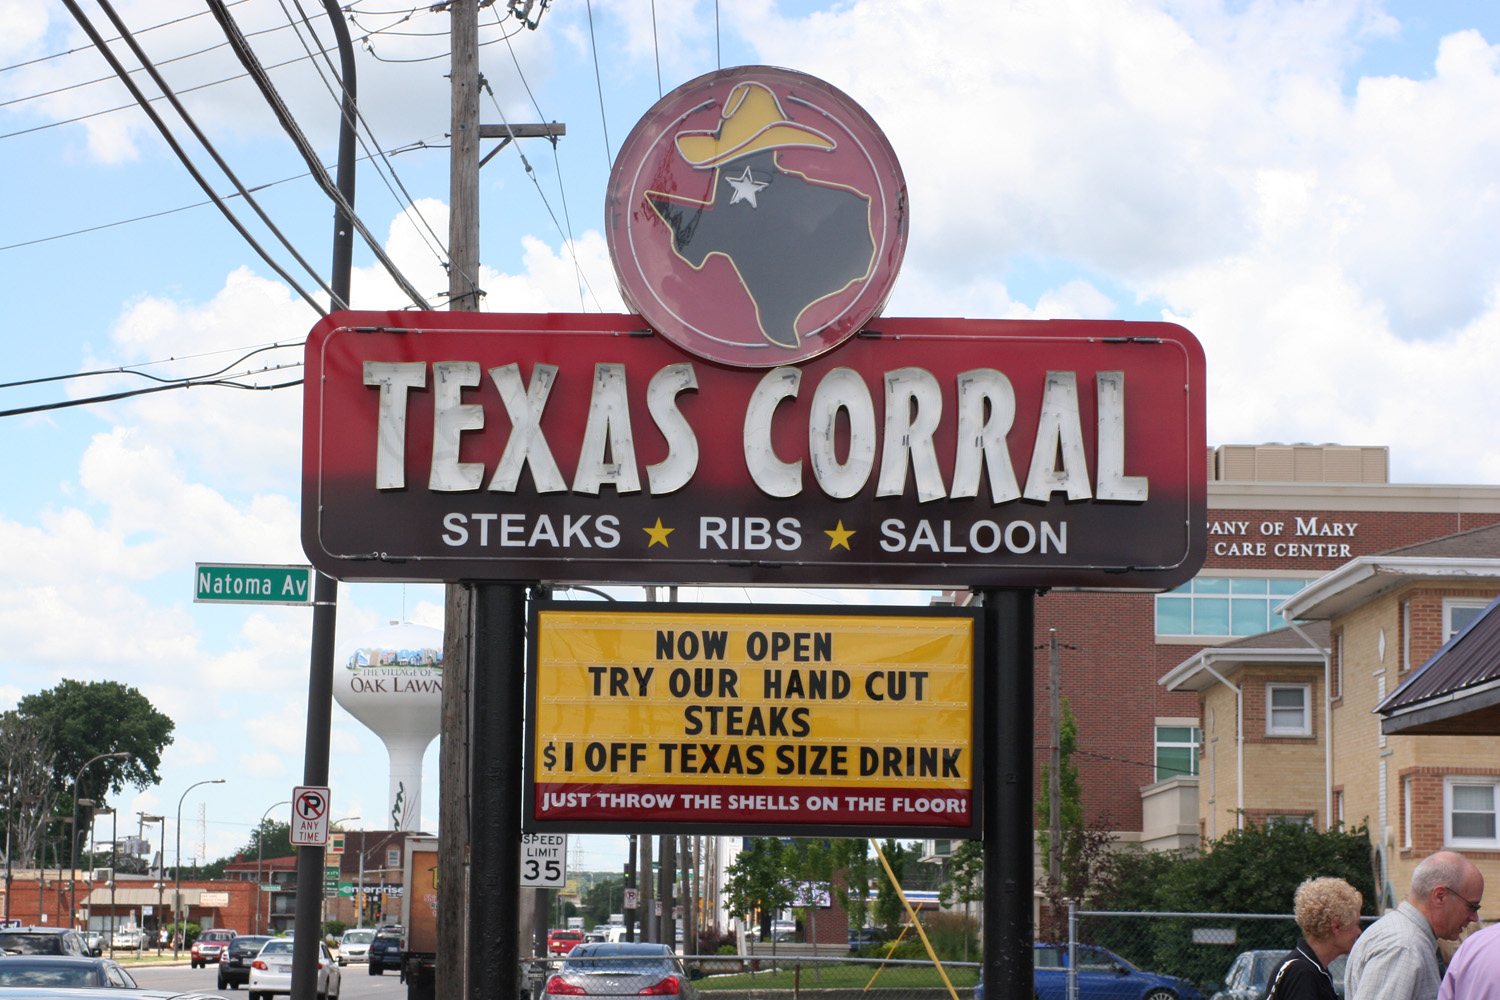 TEXAS CORRAL
STEAKS ★ RIBS ★ SALOON
NOW OPEN
TRY OUR HAND CUT
STEAKS
$1 OFF TEXAS SIZE DRINK
JUST THROW THE SHELLS ON THE FLOOR!
Natoma Av
THE VILLAGE OF
OAK LAWN
P
ANY
TIME
SPEED
LIMIT
35
enterprise
OF MARY
CARE CENTER